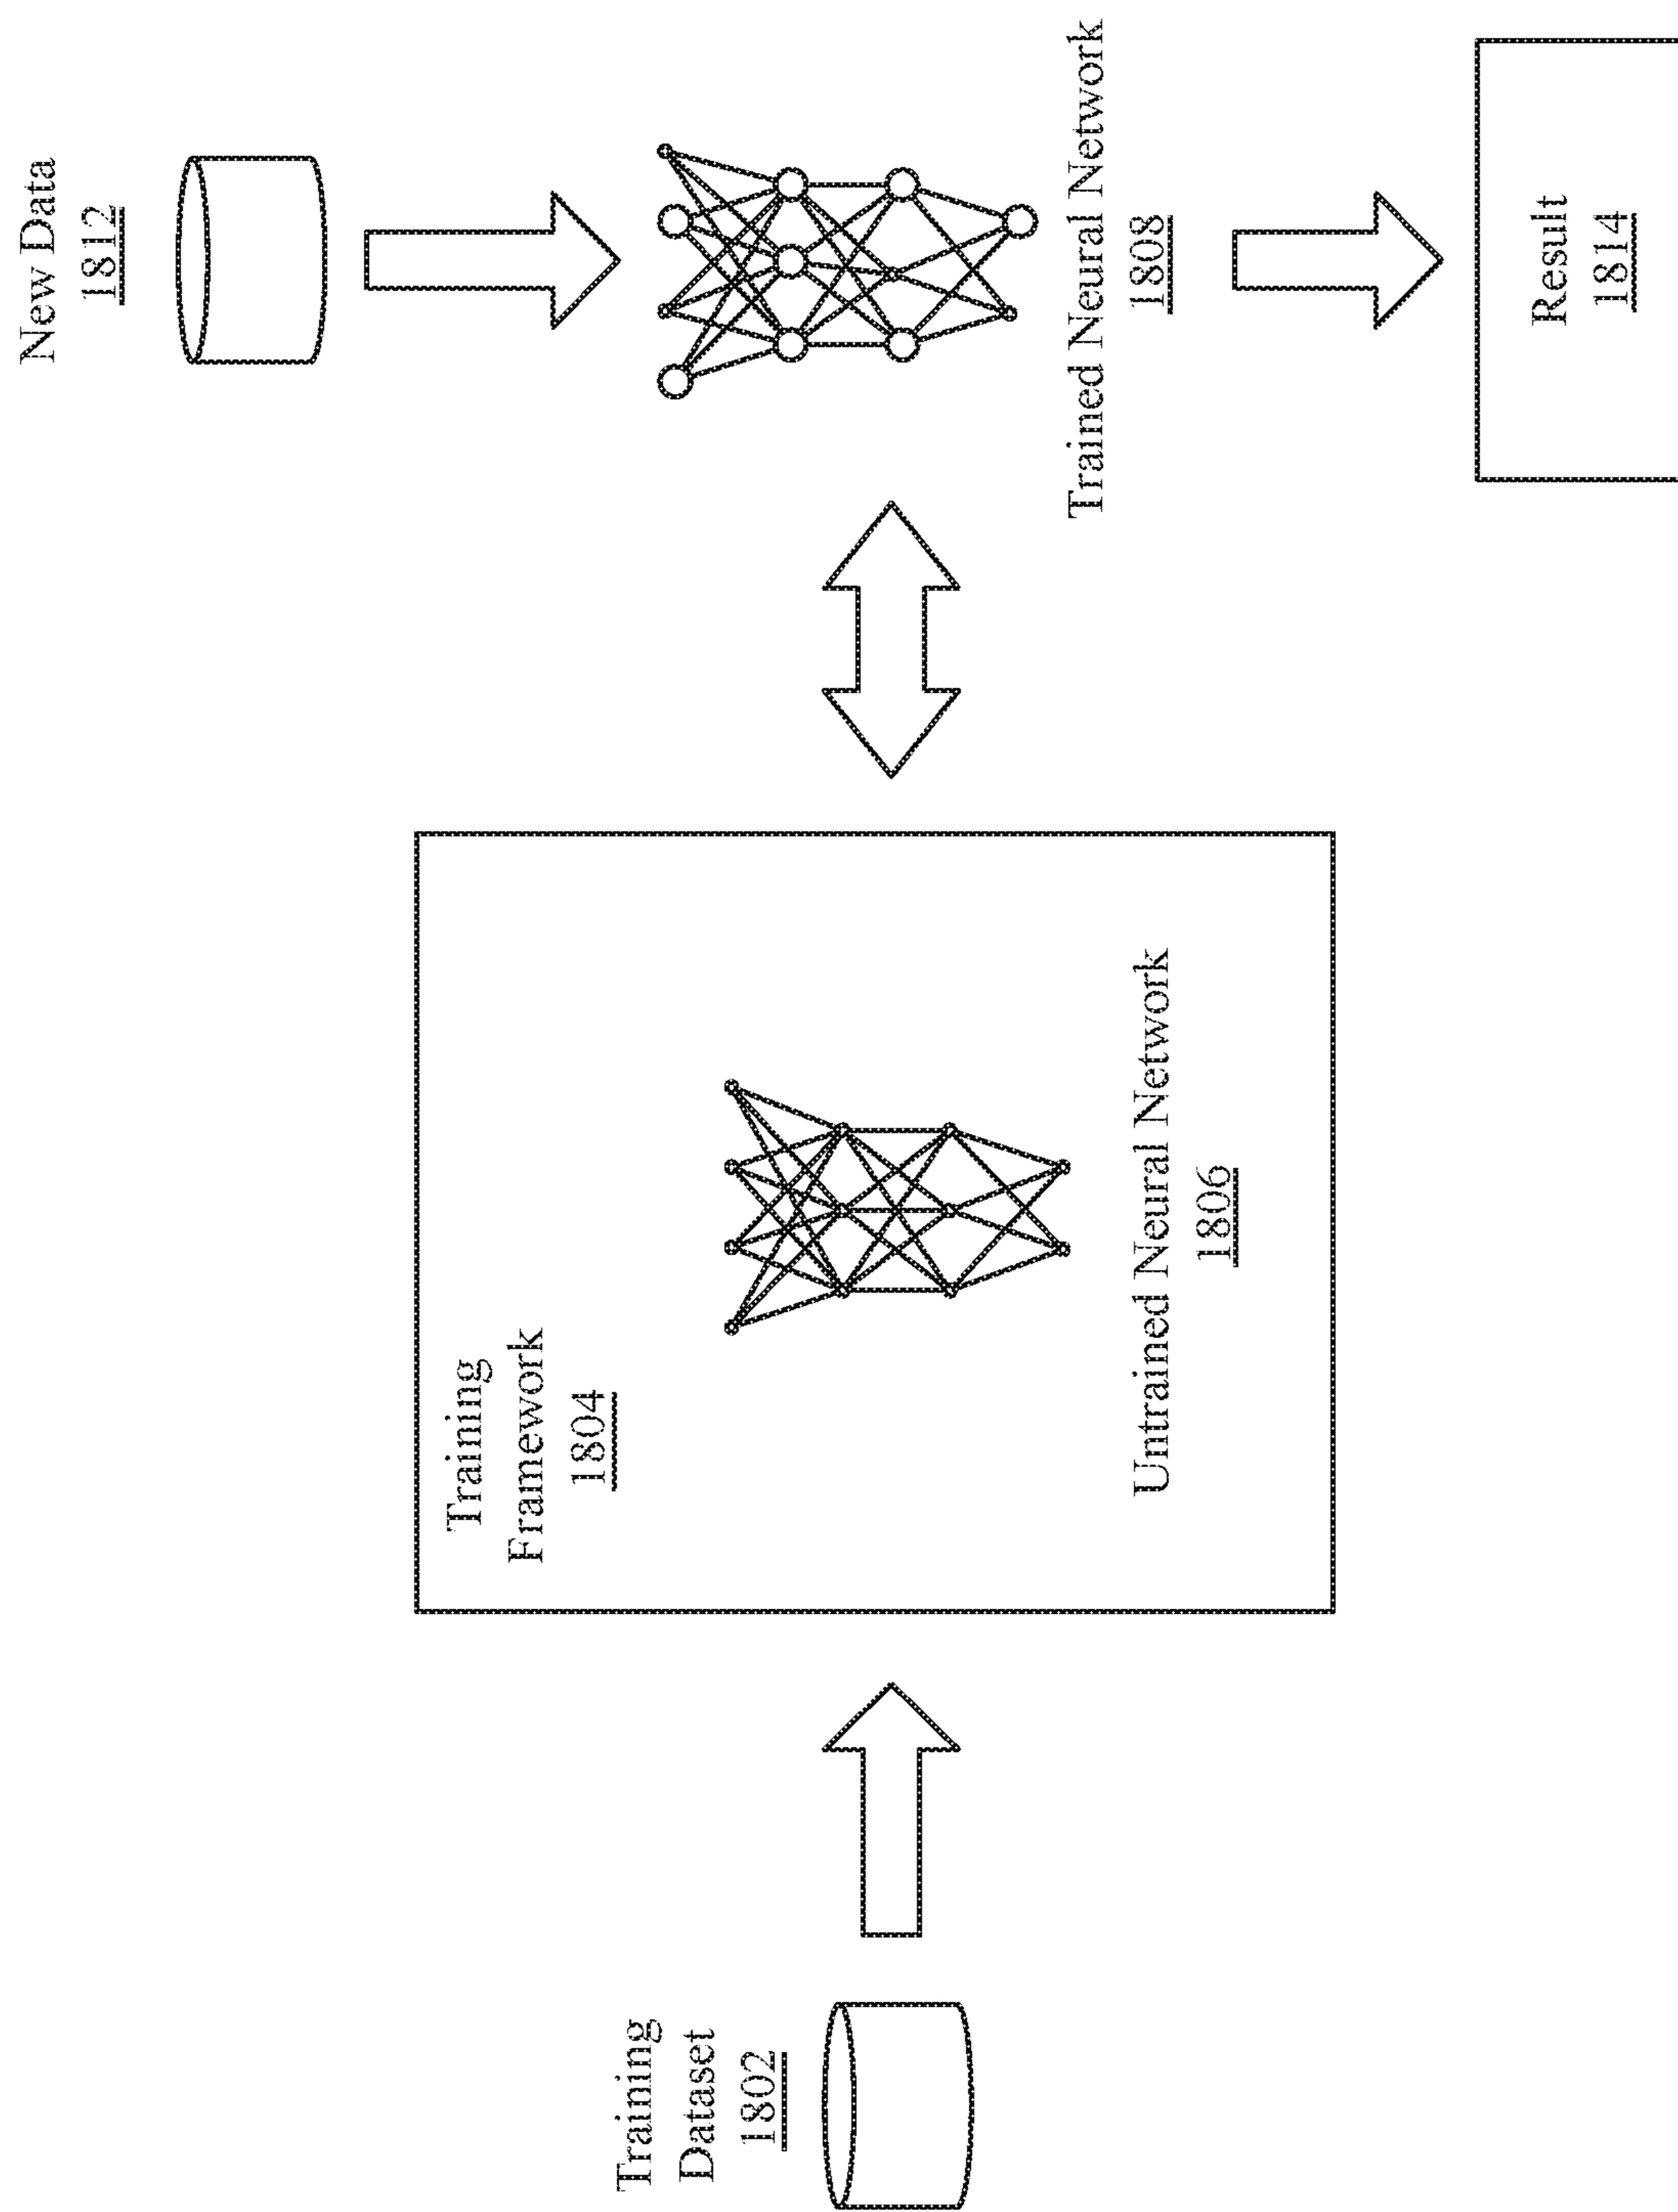 Training
Dataset
1802
Training
Framework
1804
Untrained Neural Network
1806
New Data
1812
Trained Neural Network
1808
Result
1814